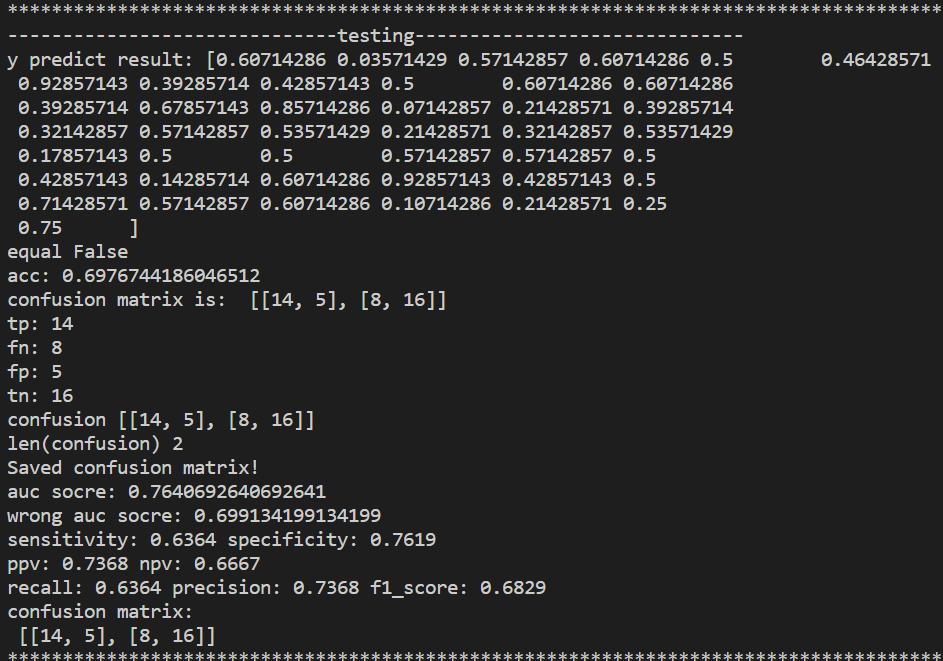 **************************************************************************************
------------------------------testing------------------------------
y predict result: [0.60714286 0.03571429 0.57142857 0.60714286 0.5        0.46428571
 0.92857143 0.39285714 0.42857143 0.5        0.60714286 0.60714286
 0.39285714 0.67857143 0.85714286 0.07142857 0.21428571 0.39285714
 0.32142857 0.57142857 0.53571429 0.21428571 0.32142857 0.53571429
 0.17857143 0.5        0.5        0.57142857 0.57142857 0.5
 0.42857143 0.14285714 0.60714286 0.92857143 0.42857143 0.5
 0.71428571 0.57142857 0.60714286 0.10714286 0.21428571 0.25
 0.75      ]
equal False
acc: 0.6976744186046512
confusion matrix is:  [[14, 5], [8, 16]]
tp: 14
fn: 8
fp: 5
tn: 16
confusion [[14, 5], [8, 16]]
len(confusion) 2
Saved confusion matrix!
auc socre: 0.7640692640692641
wrong auc socre: 0.699134199134199
sensitivity: 0.6364 specificity: 0.7619
ppv: 0.7368 npv: 0.6667
recall: 0.6364 precision: 0.7368 f1_score: 0.6829
confusion matrix:
 [[14, 5], [8, 16]]
**************************************************************************************